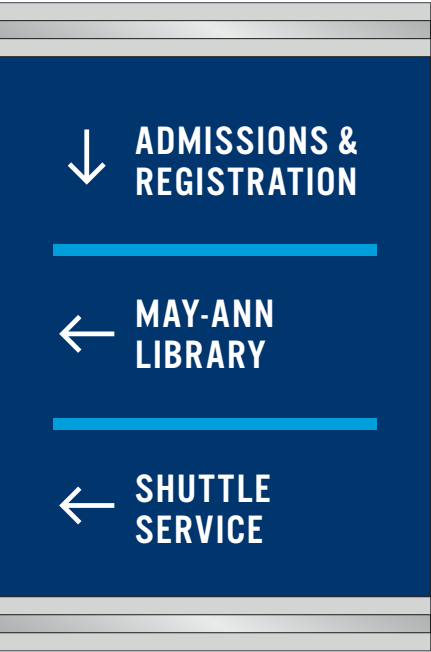 ADMISSIONS &
REGISTRATION
MAY-ANN
LIBRARY
SHUTTLE
SERVICE